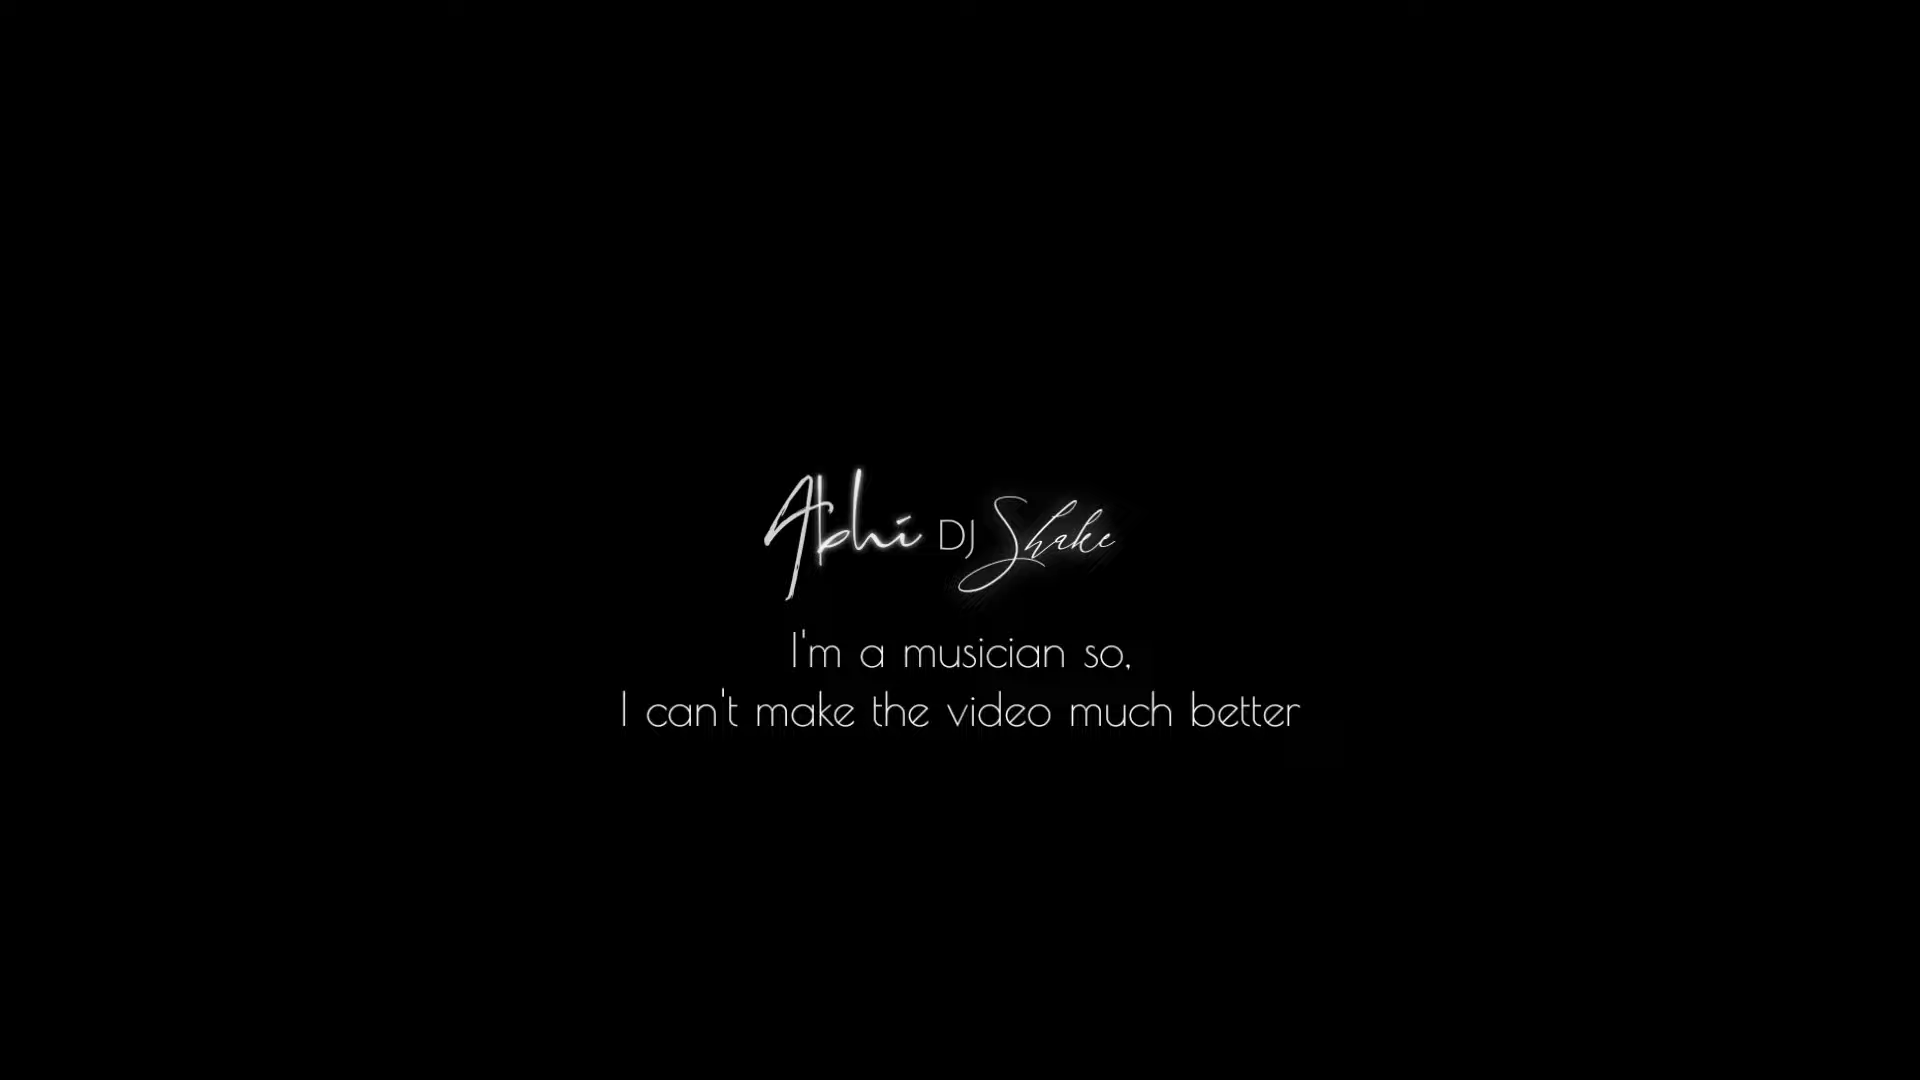 Abhi DJ Shake
I'm a musician so,
I can't make the video much better